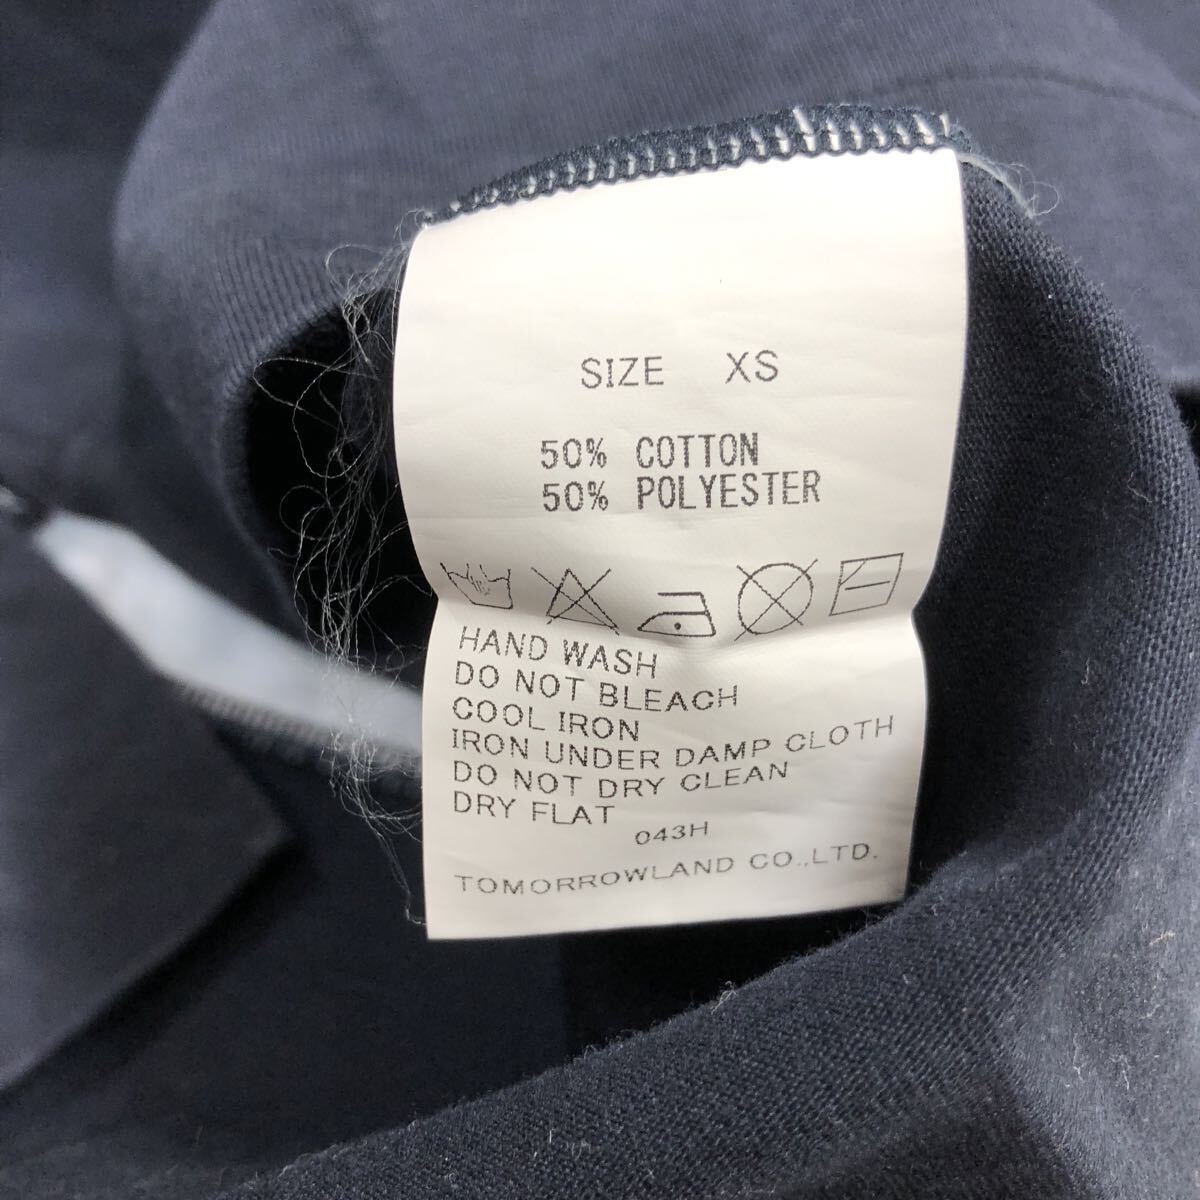 SIZE XS
50% COTTON
50% POLYESTER
HAND WASH
DO NOT BLEACH
COOL IRON
IRON UNDER DAMP CLOTH
DO NOT DRY CLEAN
DRY FLAT
043H
TOMORROWLAND CO.,LTD.